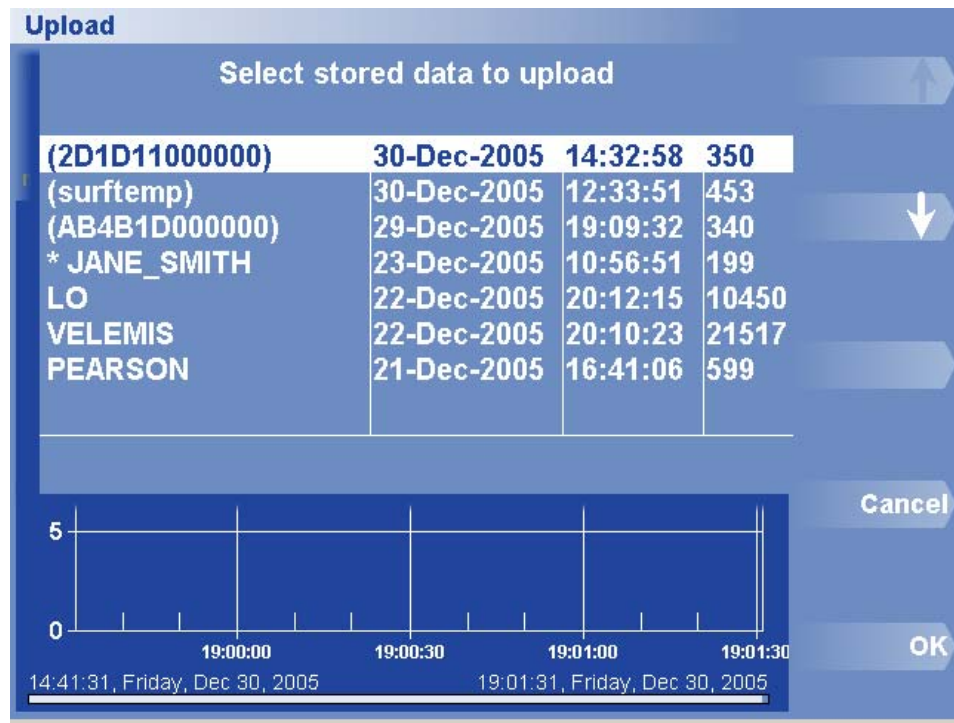 Upload
Select stored data to upload
(2D1D11000000) 30-Dec-2005 14:32:58 350
(surftemp) 30-Dec-2005 12:33:51 453
(AB4B1D000000) 29-Dec-2005 19:09:32 340
* JANE_SMITH 23-Dec-2005 10:56:51 199
LO 22-Dec-2005 20:12:15 10450
VELEMIS 22-Dec-2005 20:10:23 21517
PEARSON 21-Dec-2005 16:41:06 599
Cancel
5
0
19:00:00 19:00:30 19:01:00 19:01:30
OK
14:41:31, Friday, Dec 30, 2005 19:01:31, Friday, Dec 30, 2005